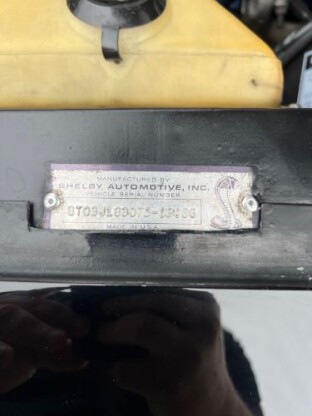 MANUFACTURED BY
SHELBY AUTOMOTIVE, INC.
VEHICLE SERIAL NUMBER
MADE IN U.S.A.